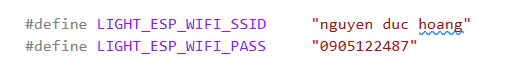 #define LIGHT_ESP_WIFI_SSID "nguyen duc hoang"
#define LIGHT_ESP_WIFI_PASS "0905122487"